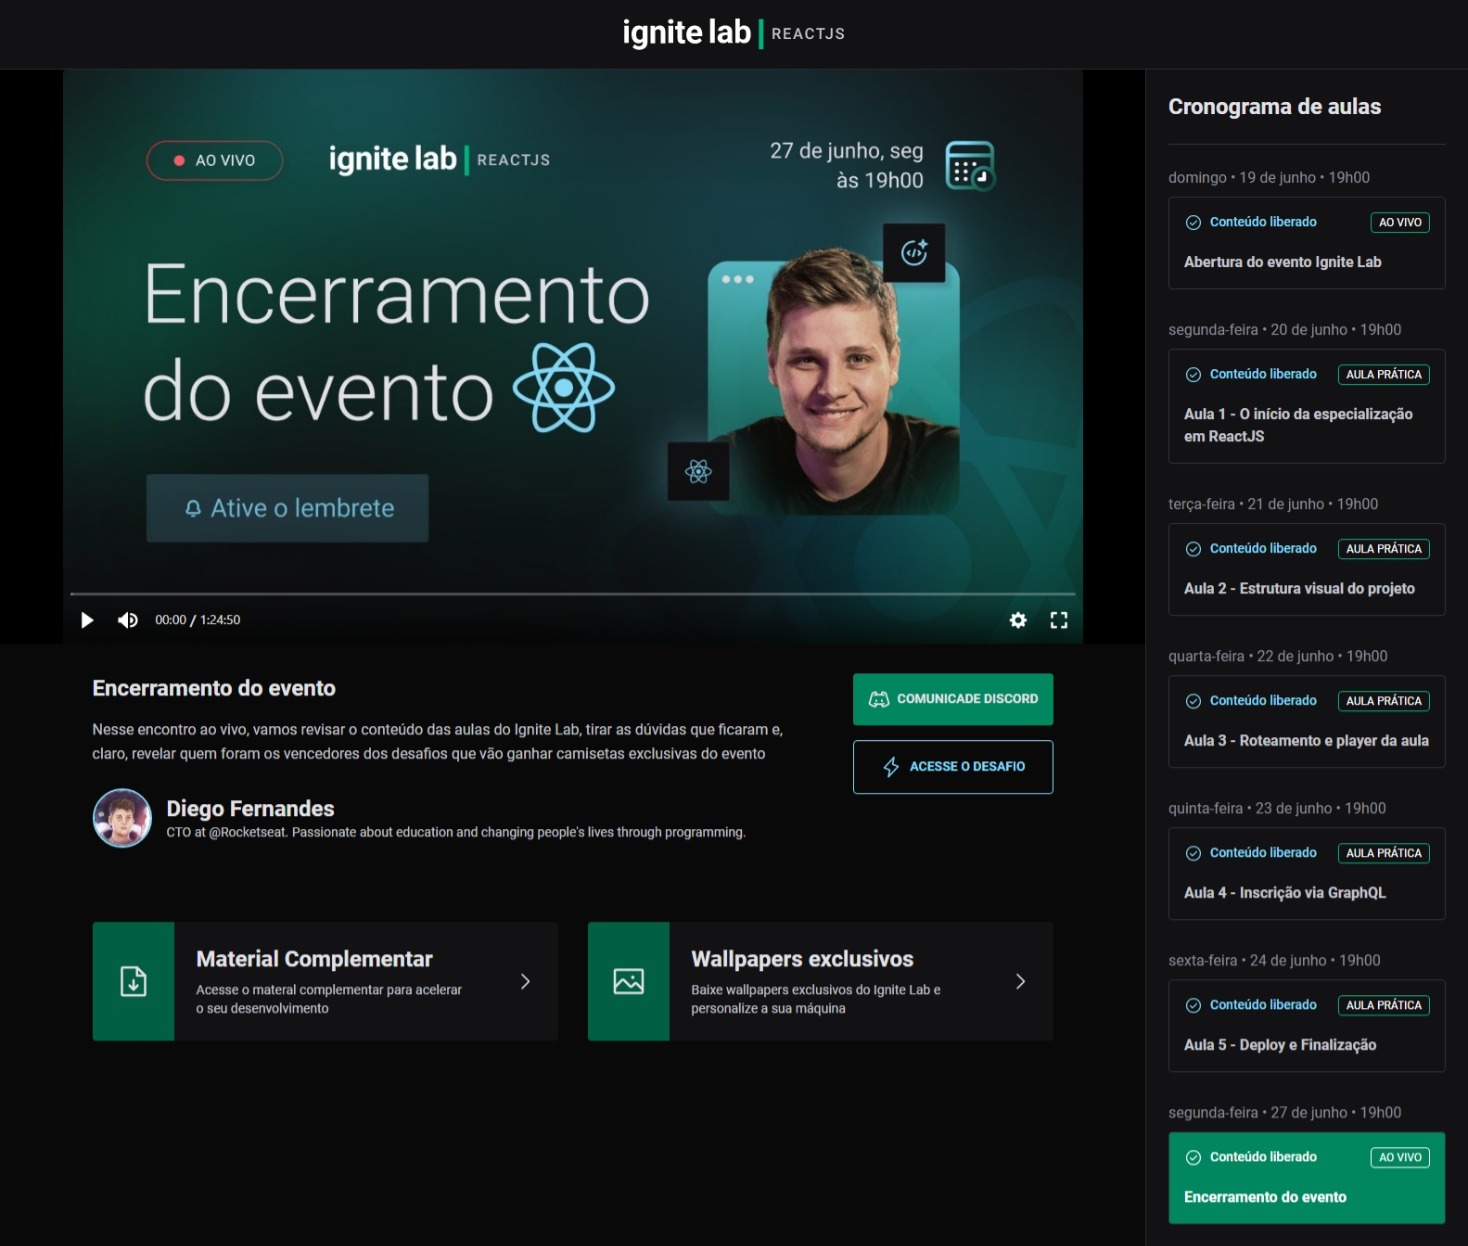 ignite lab | REACTJS
AO VIVO
ignite lab | REACTJS
27 de junho, seg
às 19h00
Encerramento
do evento
Ative o lembrete
00:00 / 1:24:50
Encerramento do evento
Nesse encontro ao vivo, vamos revisar o conteúdo das aulas do Ignite Lab, tirar as dúvidas que ficaram e,
claro, revelar quem foram os vencedores dos desafios que vão ganhar camisetas exclusivas do evento
Diego Fernandes
CTO at @Rocketseat. Passionate about education and changing people's lives through programming.
COMUNICADE DISCORD
ACESSE O DESAFIO
Material Complementar
Acesse o materal complementar para acelerar
o seu desenvolvimento
Wallpapers exclusivos
Baixe wallpapers exclusivos do Ignite Lab e
personalize a sua máquina
Cronograma de aulas
domingo • 19 de junho • 19h00
Conteúdo liberado AO VIVO
Abertura do evento Ignite Lab
segunda-feira • 20 de junho • 19h00
Conteúdo liberado AULA PRÁTICA
Aula 1 - O início da especialização
em ReactJS
terça-feira • 21 de junho • 19h00
Conteúdo liberado AULA PRÁTICA
Aula 2 - Estrutura visual do projeto
quarta-feira • 22 de junho • 19h00
Conteúdo liberado AULA PRÁTICA
Aula 3 - Roteamento e player da aula
quinta-feira • 23 de junho • 19h00
Conteúdo liberado AULA PRÁTICA
Aula 4 - Inscrição via GraphQL
sexta-feira • 24 de junho • 19h00
Conteúdo liberado AULA PRÁTICA
Aula 5 - Deploy e Finalização
segunda-feira • 27 de junho • 19h00
Conteúdo liberado AO VIVO
Encerramento do evento